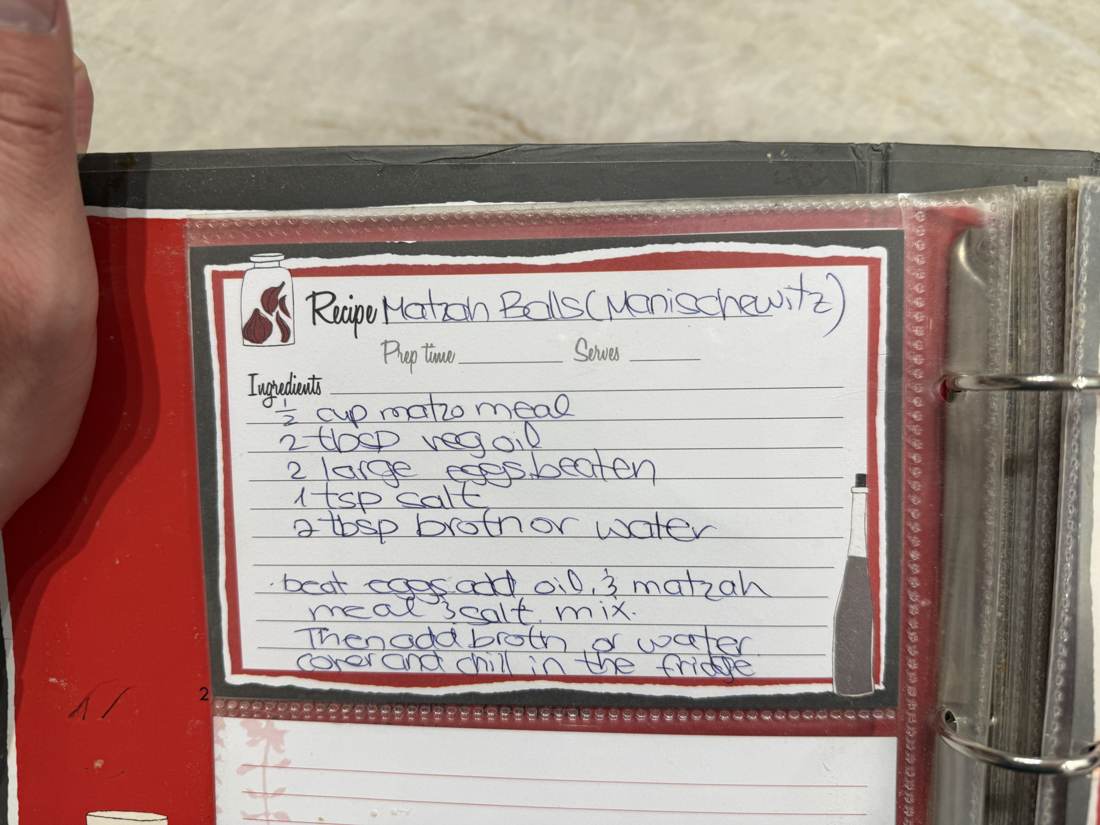 Recipe Matzah Balls (Manischewitz)
Prep time Serves
Ingredients
1/2 cup matzo meal
2 tbsp veg oil
2 large eggs beaten
1 tsp salt
2 tbsp broth or water
beat eggs add oil, & matzah
meal & salt. mix.
Then add broth or water
cover and chill in the fridge
2